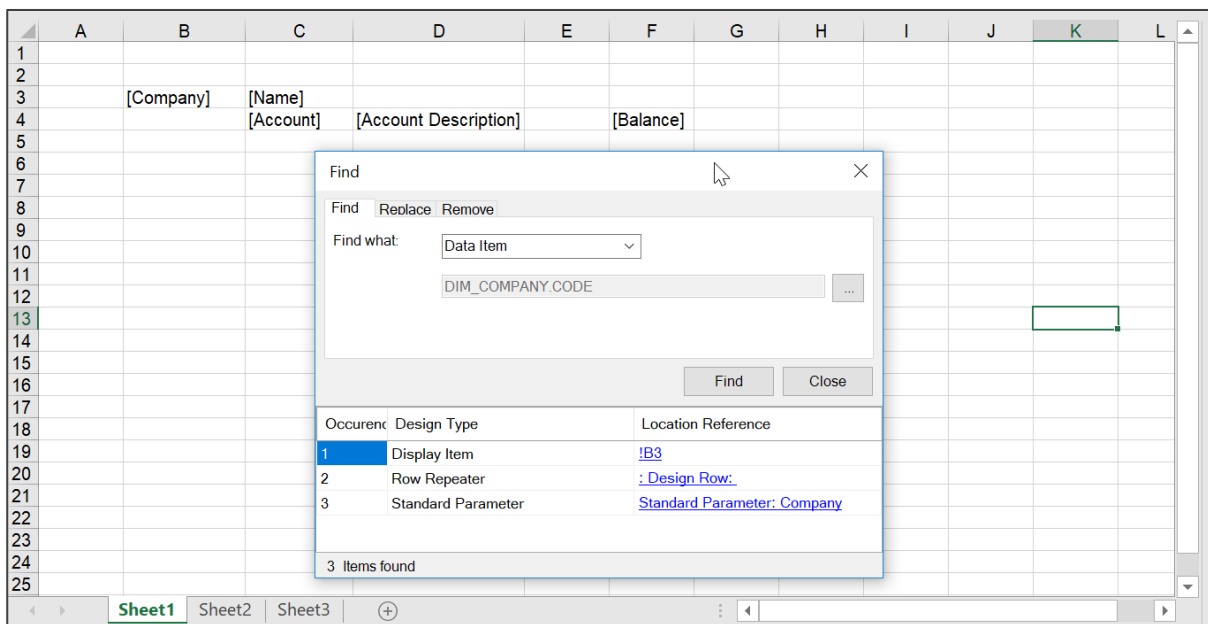 A B C D E F G H I J K L
1
2
3 [Company] [Name]
4 [Account] [Account Description] [Balance]
5
6 Find
7
8 Find Replace Remove
9
10 Find what: Data Item
11
12 DIM_COMPANY.CODE ...
13
14
15
16 Find Close
17
18 Occurenc Design Type Location Reference
19 1 Display Item !B3
20 2 Row Repeater : Design Row:
21 3 Standard Parameter Standard Parameter: Company
22
23
24 3 Items found
25
Sheet1 Sheet2 Sheet3